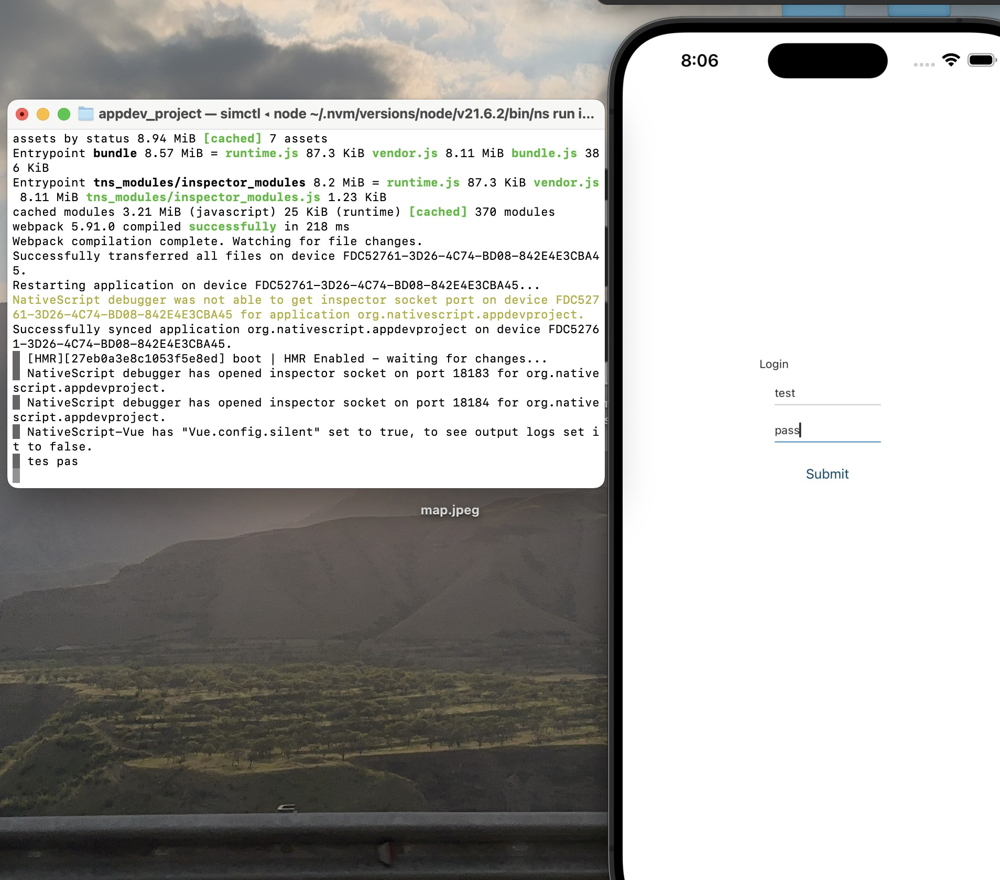 appdev_project — simctl ◂ node ~/.nvm/versions/node/v21.6.2/bin/ns run i...
assets by status 8.94 MiB [cached] 7 assets
Entrypoint bundle 8.57 MiB = runtime.js 87.3 KiB vendor.js 8.11 MiB bundle.js 38
6 KiB
Entrypoint tns_modules/inspector_modules 8.2 MiB = runtime.js 87.3 KiB vendor.js
8.11 MiB tns_modules/inspector_modules.js 1.23 KiB
cached modules 3.21 MiB (javascript) 25 KiB (runtime) [cached] 370 modules
webpack 5.91.0 compiled successfully in 218 ms
Webpack compilation complete. Watching for file changes.
Successfully transferred all files on device FDC52761-3D26-4C74-BD08-842E4E3CBA4
5.
Restarting application on device FDC52761-3D26-4C74-BD08-842E4E3CBA45...
NativeScript debugger was not able to get inspector socket port on device FDC527
61-3D26-4C74-BD08-842E4E3CBA45 for application org.nativescript.appdevproject.
Successfully synced application org.nativescript.appdevproject on device FDC5276
1-3D26-4C74-BD08-842E4E3CBA45.
[HMR][27eb0a3e8c1053f5e8ed] boot | HMR Enabled - waiting for changes...
NativeScript debugger has opened inspector socket on port 18183 for org.native
script.appdevproject.
NativeScript debugger has opened inspector socket on port 18184 for org.native
script.appdevproject.
NativeScript-Vue has "Vue.config.silent" set to true, to see output logs set i
t to false.
tes pas
map.jpeg
8:06
Login
test
pass
Submit